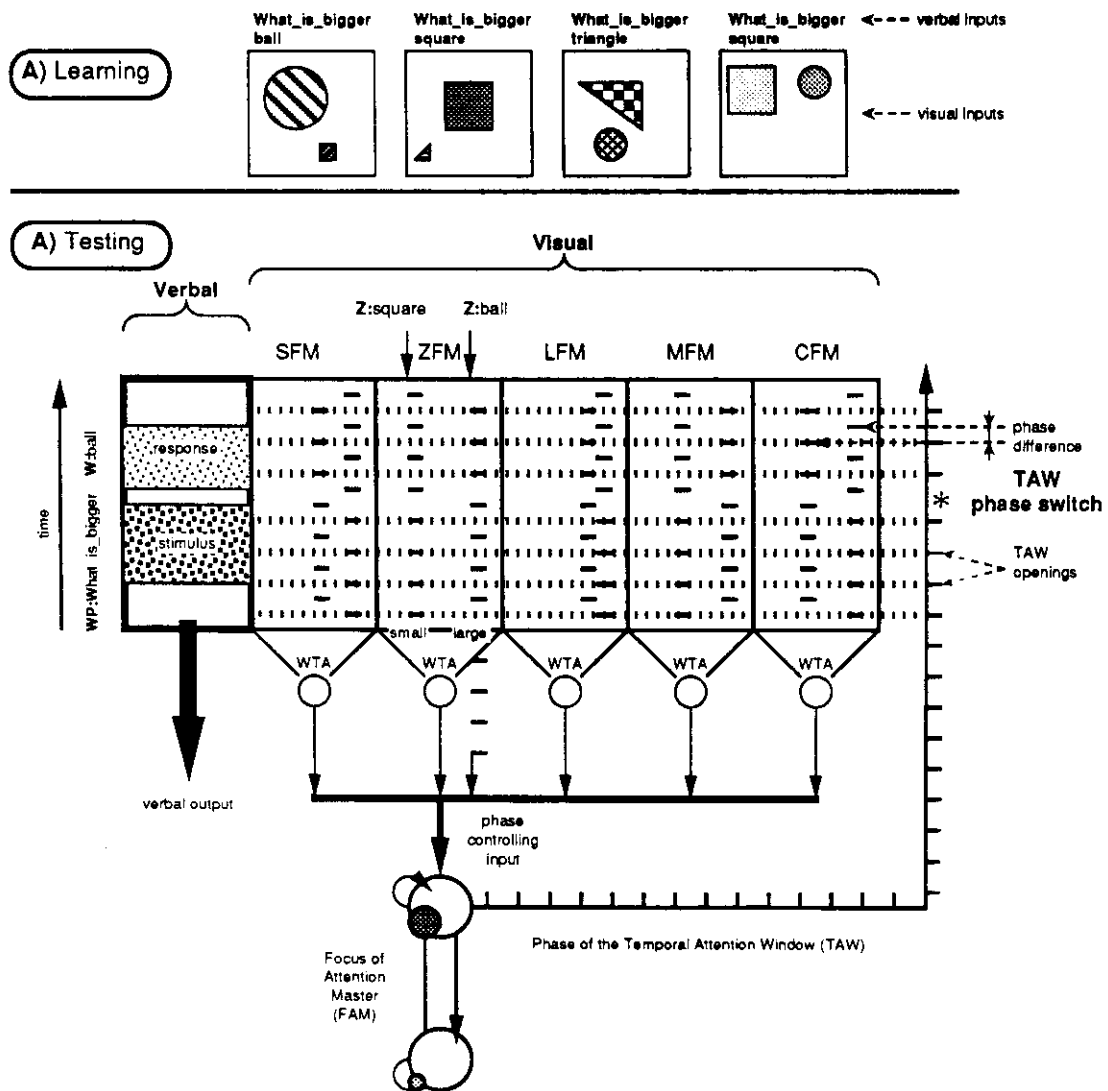 What_is_bigger
ball
What_is_bigger
square
What_is_bigger
triangle
What_is_bigger
square
verbal inputs
A) Learning
visual inputs
A) Testing
Visual
Verbal
Z:square
Z:ball
SFM
ZFM
LFM
MFM
CFM
time
WP:What is_bigger W:ball
response
stimulus
phase
difference
TAW
phase switch
*
TAW
openings
small
large
WTA
WTA
WTA
WTA
WTA
verbal output
phase
controlling
input
Phase of the Temporal Attention Window (TAW)
Focus of
Attention
Master
(FAM)